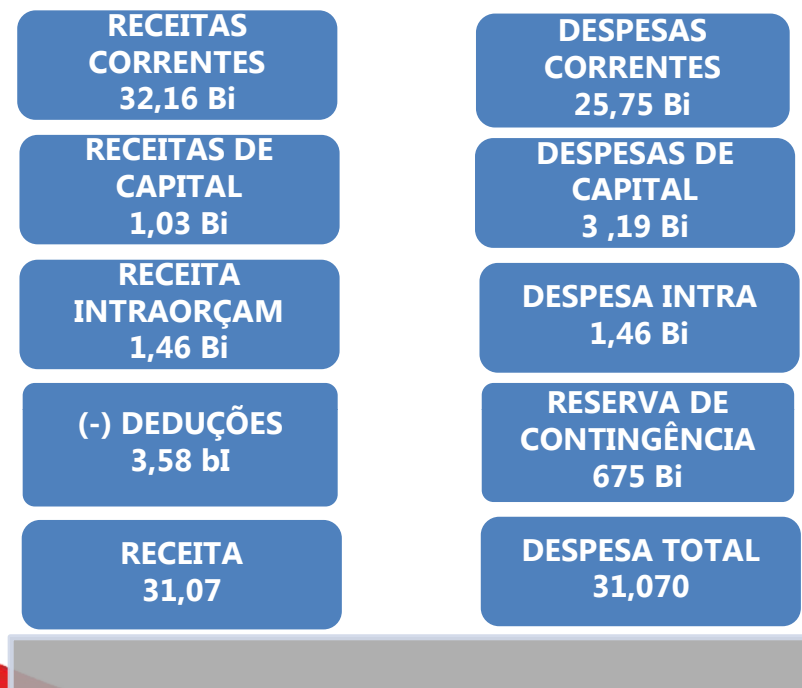 RECEITAS
CORRENTES
32,16 Bi
RECEITAS DE
CAPITAL
1,03 Bi
RECEITA
INTRAORÇAM
1,46 Bi
(-) DEDUÇÕES
3,58 bI
RECEITA
31,07
DESPESAS
CORRENTES
25,75 Bi
DESPESAS DE
CAPITAL
3 ,19 Bi
DESPESA INTRA
1,46 Bi
RESERVA DE
CONTINGÊNCIA
675 Bi
DESPESA TOTAL
31,070